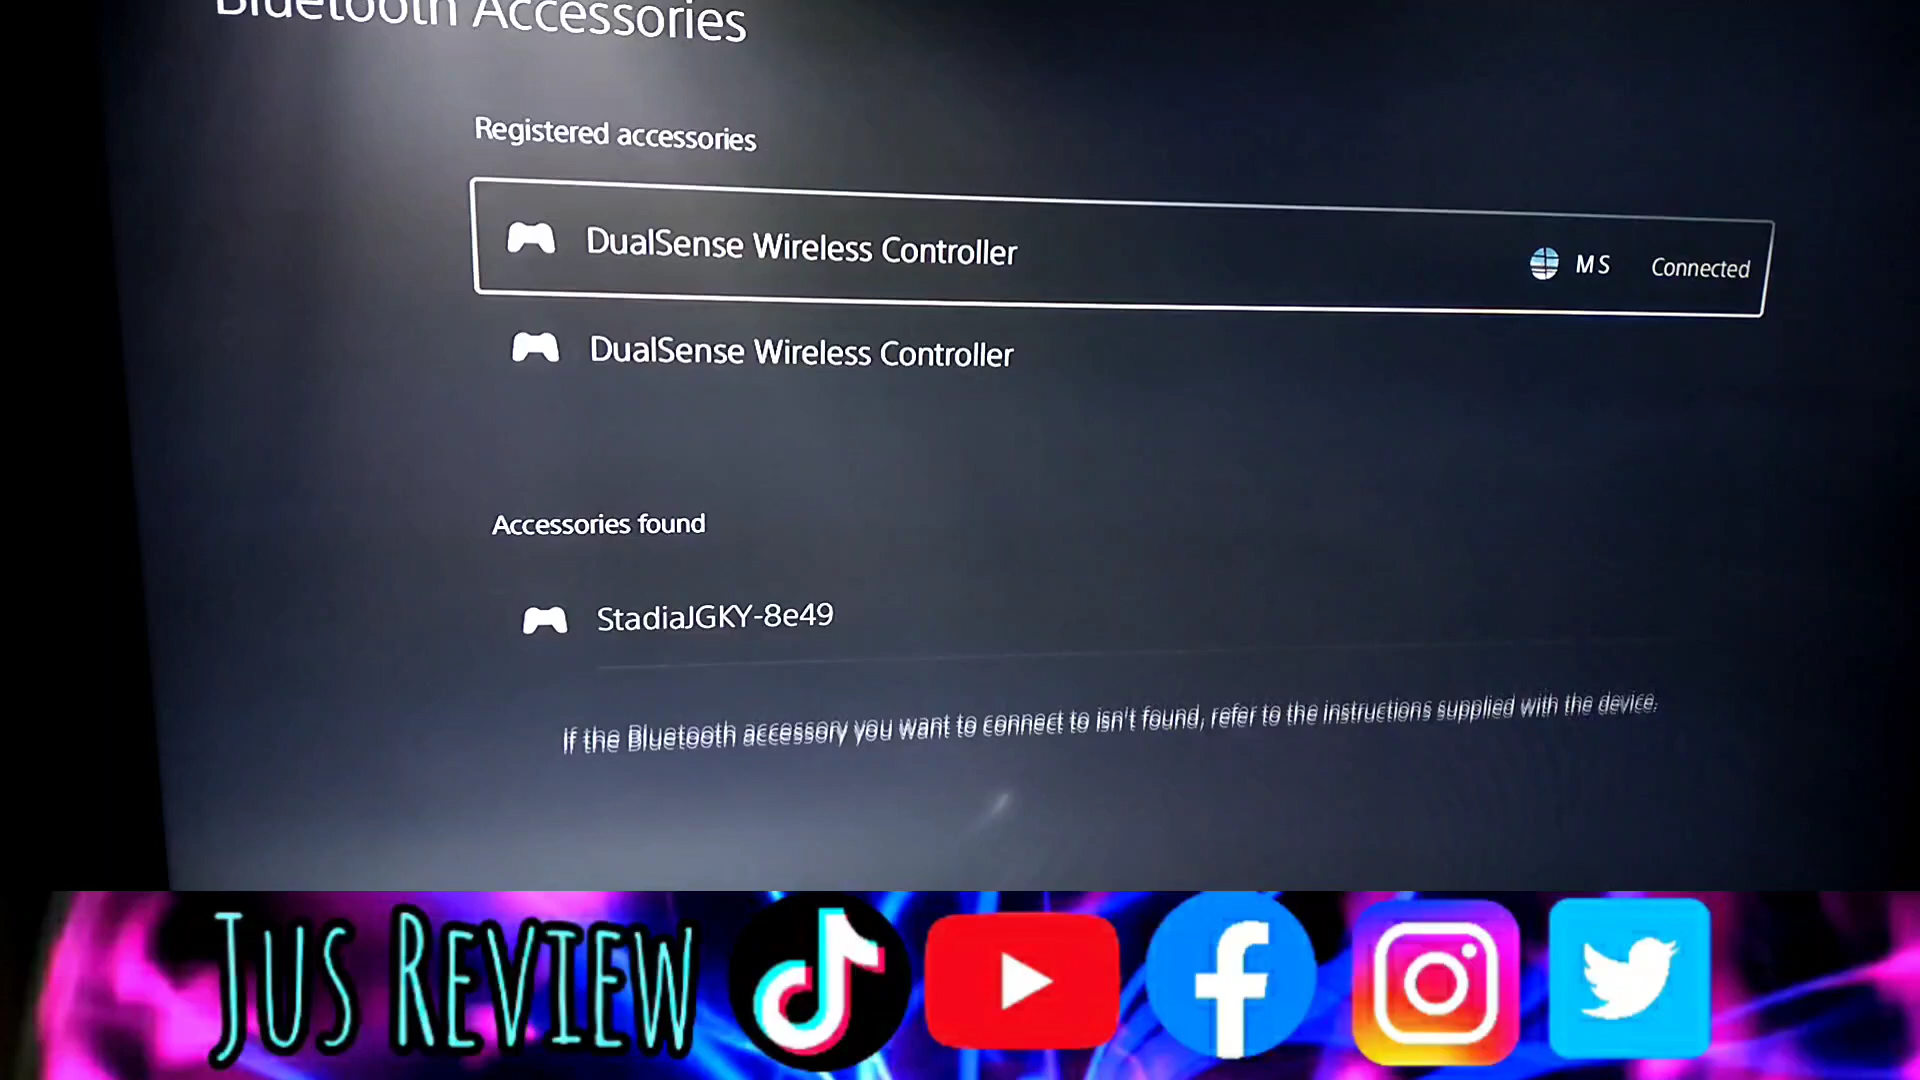 Bluetooth Accessories
Registered accessories
DualSense Wireless Controller MS Connected
DualSense Wireless Controller
Accessories found
StadiaJGKY-8e49
If the Bluetooth accessory you want to connect to isn't found, refer to the instructions supplied with the device.
JUS REVIEW